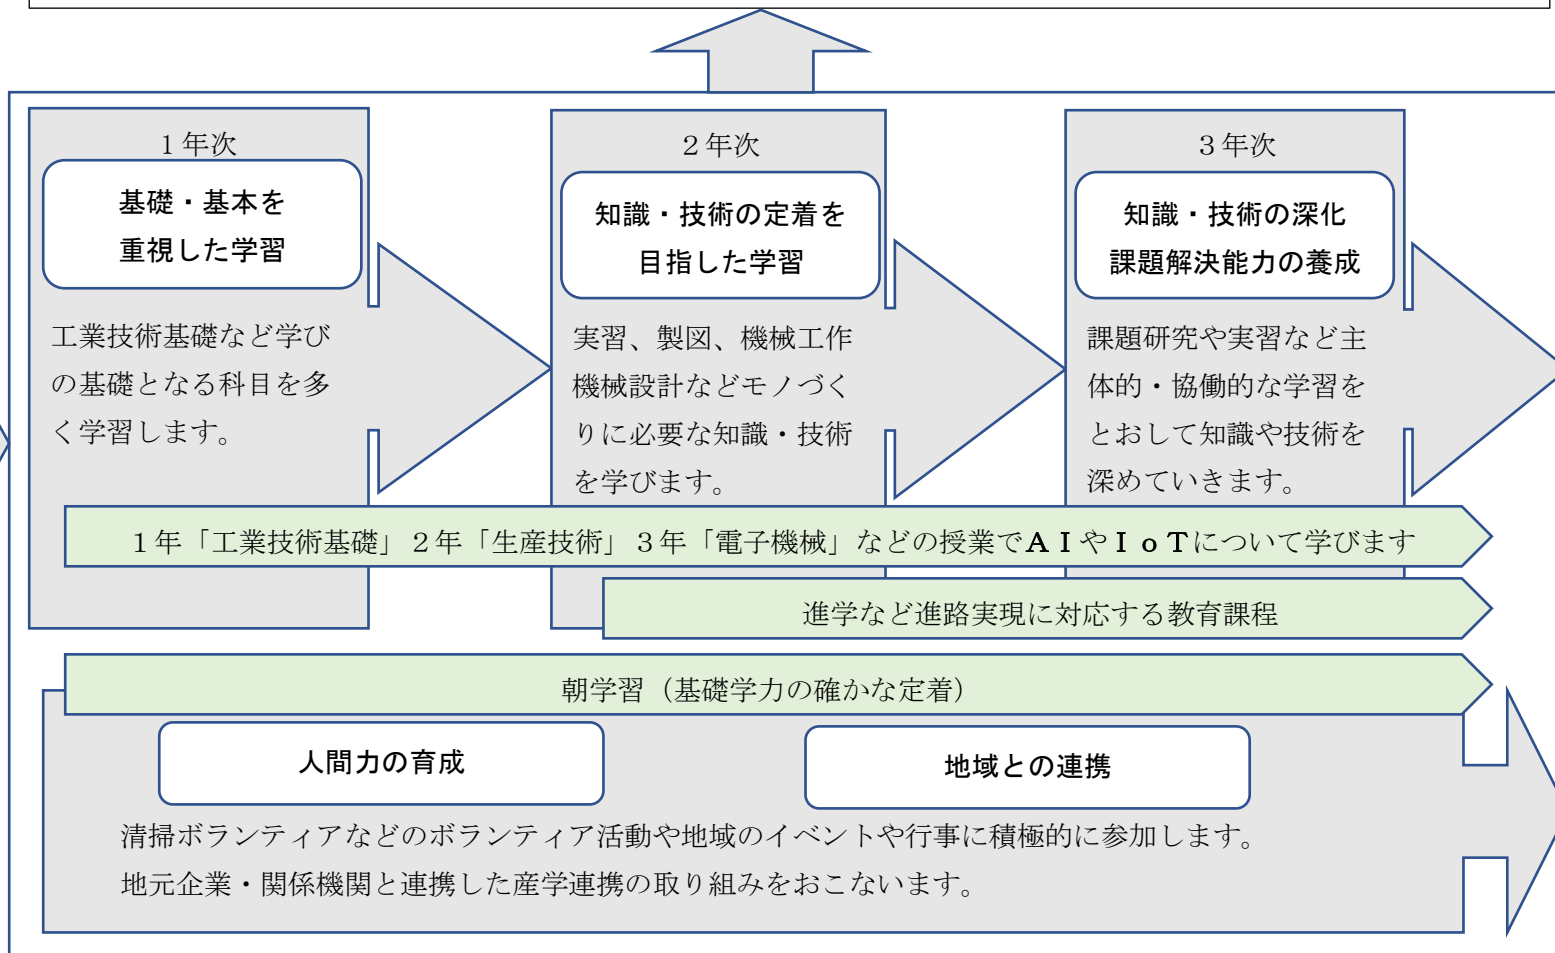 １年次
基礎・基本を
重視した学習
工業技術基礎など学び
の基礎となる科目を多
く学習します。
２年次
知識・技術の定着を
目指した学習
実習、製図、機械工作
機械設計などモノづく
りに必要な知識・技術
を学びます。
３年次
知識・技術の深化
課題解決能力の養成
課題研究や実習など主
体的・協働的な学習を
とおして知識や技術を
深めていきます。
１年「工業技術基礎」２年「生産技術」３年「電子機械」などの授業でＡＩやＩｏＴについて学びます
進学など進路実現に対応する教育課程
朝学習（基礎学力の確かな定着）
人間力の育成
地域との連携
清掃ボランティアなどのボランティア活動や地域のイベントや行事に積極的に参加します。
地元企業・関係機関と連携した産学連携の取り組みをおこないます。